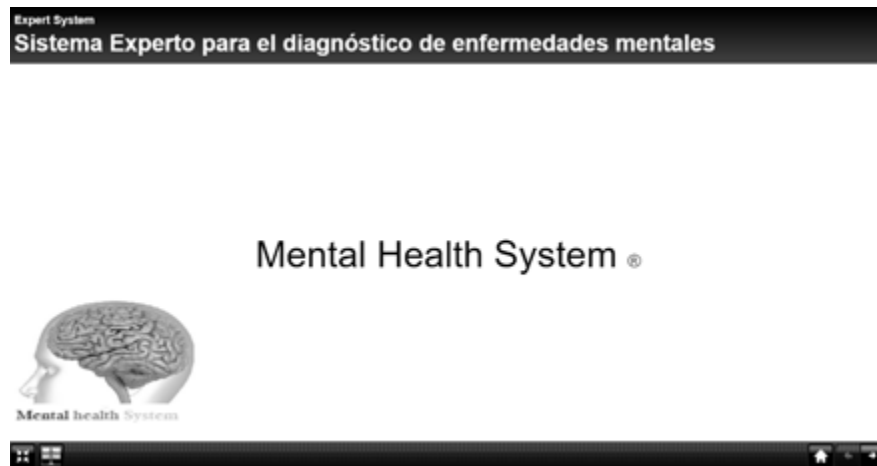 Expert System
Sistema Experto para el diagnóstico de enfermedades mentales
Mental Health System ®
Mental health System